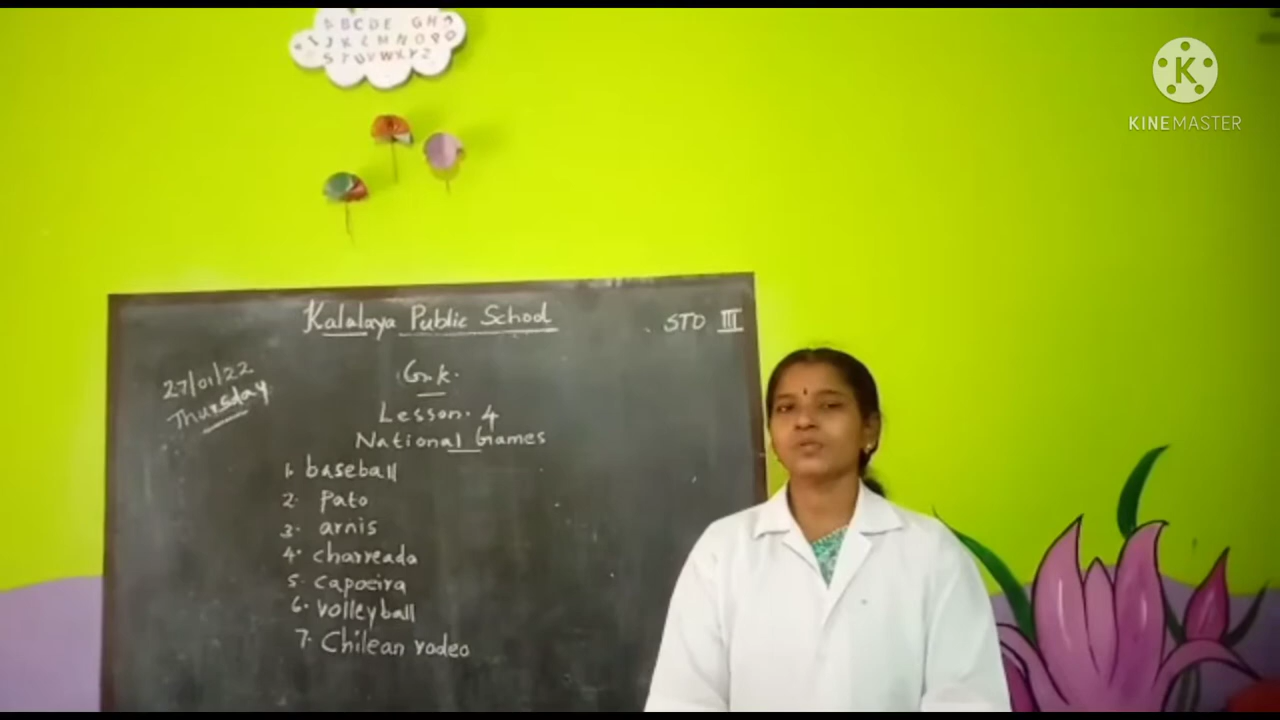 A B C D E GH
I J K L M N O P Q
S T U V W X Y Z
K
KINEMASTER
Kalalaya Public School
STD III
27/01/22
Thursday
G.K.
Lesson. 4
National Games
1. baseball
2. Pato
3. arnis
4. charreada
5. capoeira
6. volleyball
7. Chilean rodeo